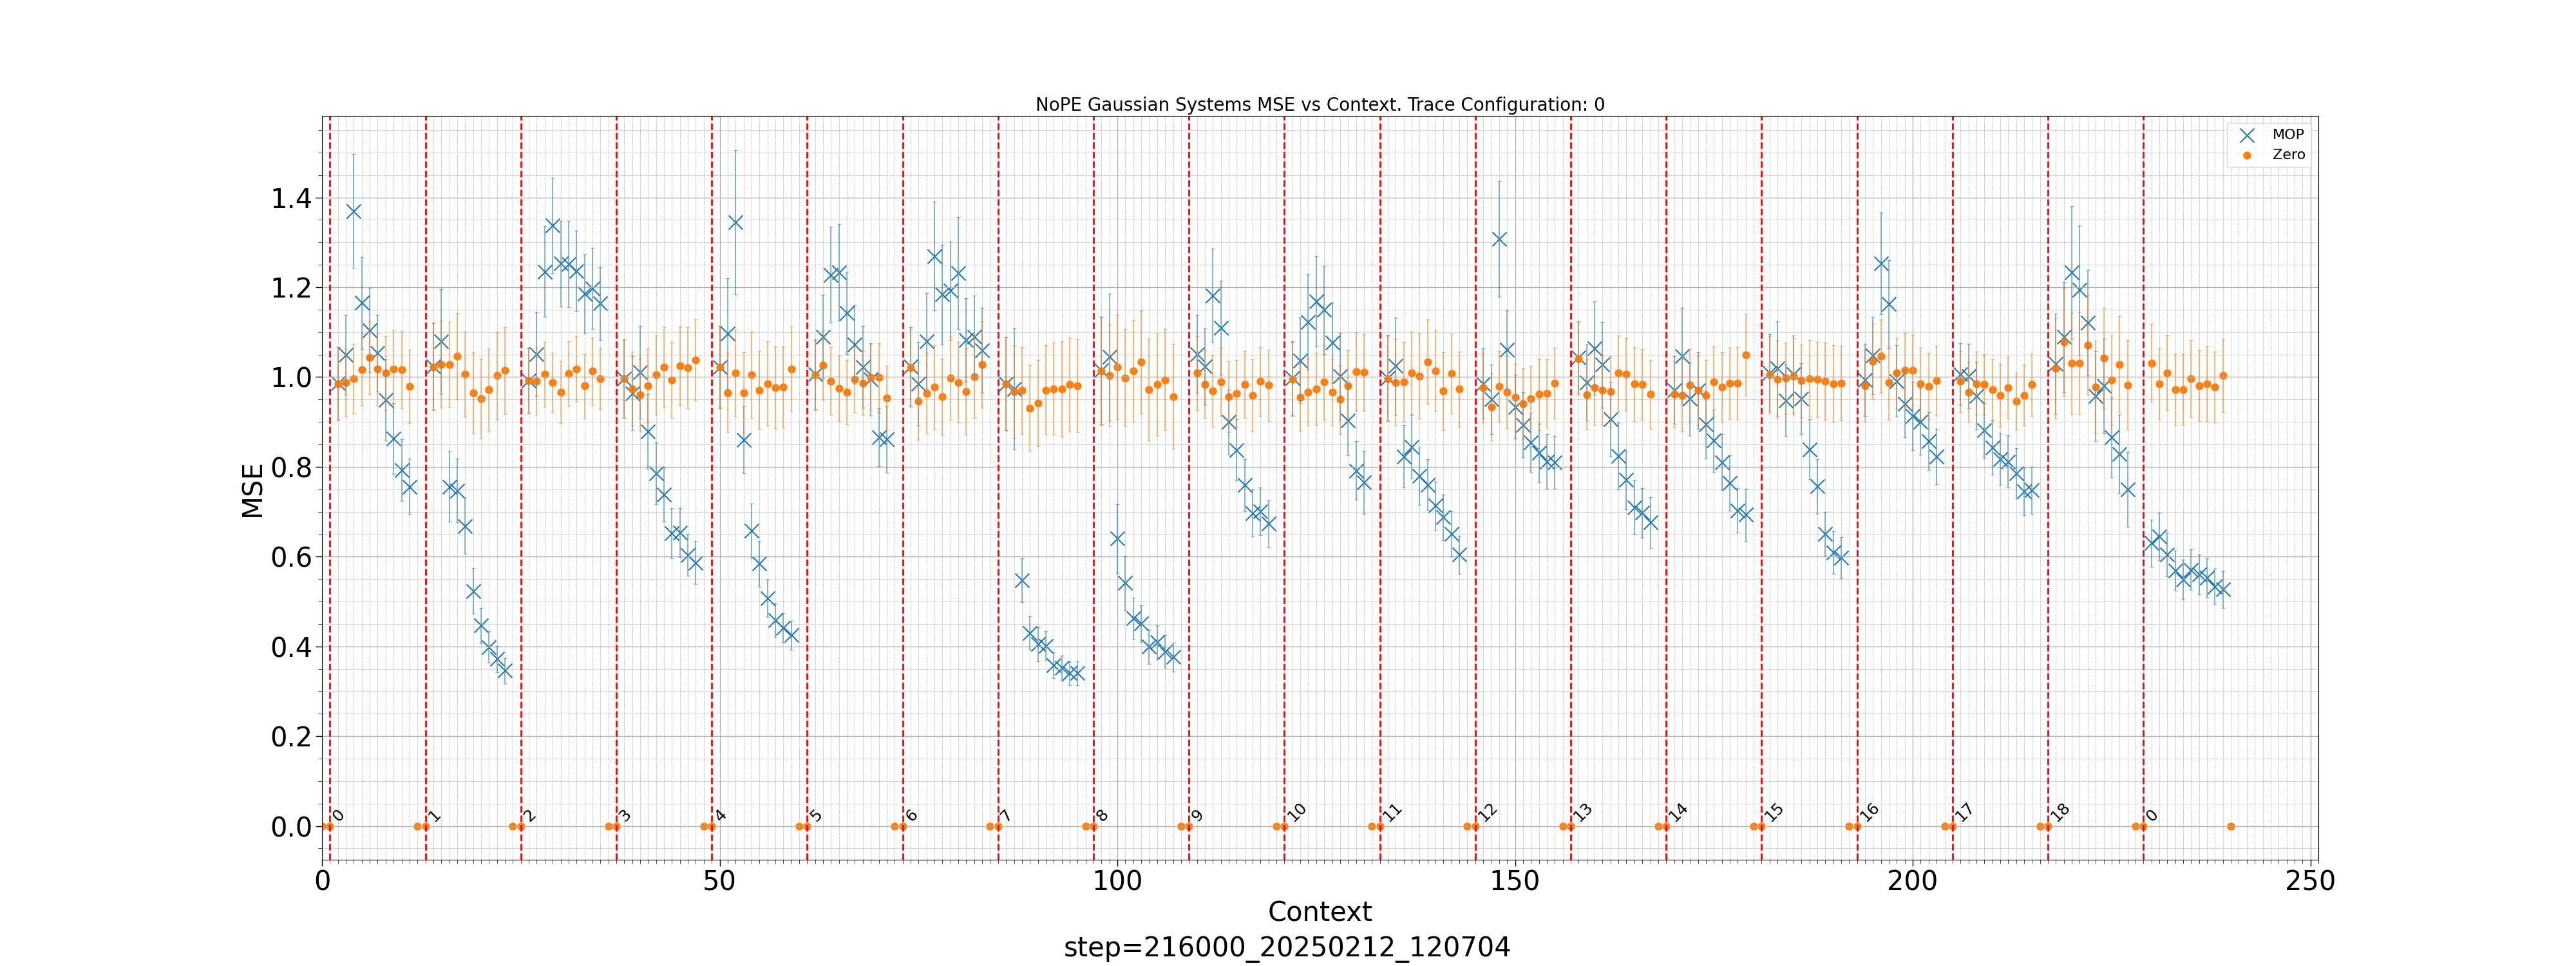 NoPE Gaussian Systems MSE vs Context. Trace Configuration: 0
MOP
Zero
1.4
1.2
1.0
0.8
0.6
0.4
0.2
0.0
MSE
0 1 2 3 4 5 6 7 8 9 10 11 12 13 14 15 16 17 18 0
0 50 100 150 200 250
Context
step=216000_20250212_120704